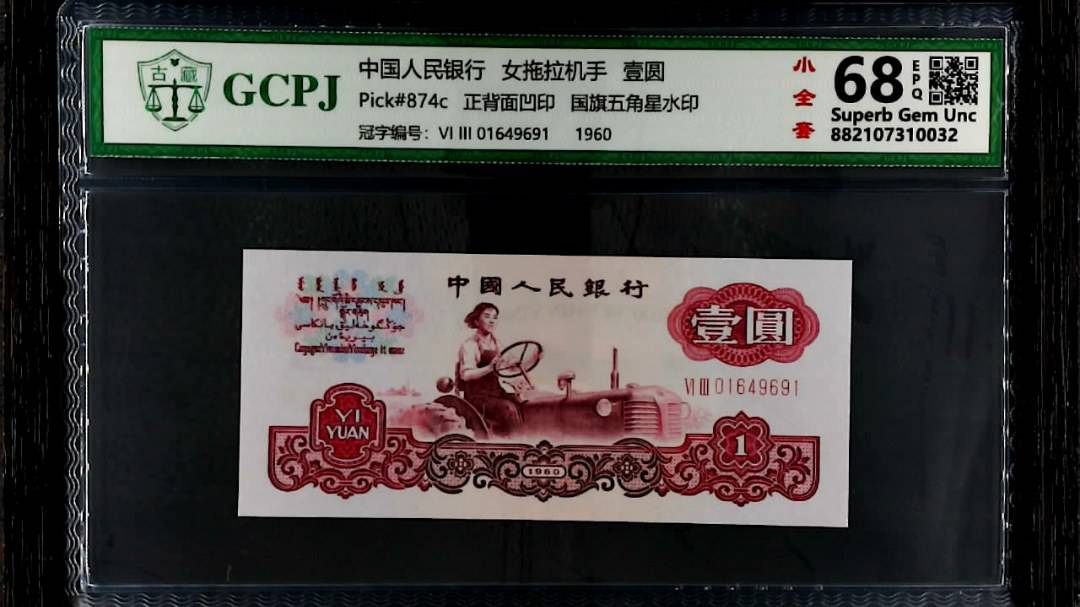 古藏
GCPJ
中国人民银行 女拖拉机手 壹圆
Pick#874c 正背面凹印 国旗五角星水印
冠字编号: VI III 01649691 1960
小全套
68 EPQ
Superb Gem Unc
882107310032
中國人民銀行
壹圓
VI III 01649691
YI
YUAN
1
1960